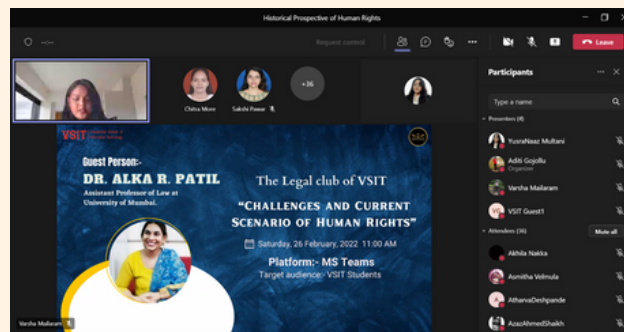 Historical Prospective of Human Rights
--:--
Request control
Leave
Chitra More
Sakshi Pawar
+36
Participants
Type a name
Presenters (4)
YusraNaaz Multani
Aditi Gojollu
Organizer
Varsha Mailaram
VG
VSIT Guest1
Attendees (36)
Mute all
Akhila Nakka
Asmitha Velmula
A
AtharvaDeshpande
AzazAhmedShaikh
VSIT
Guest Person:-
DR. ALKA R. PATIL
Assistant Professor of Law at
University of Mumbai.
The Legal club of VSIT
“CHALLENGES AND CURRENT
SCENARIO OF HUMAN RIGHTS”
Saturday, 26 February, 2022 11:00 AM
Platform:- MS Teams
Target audience:- VSIT Students
Varsha Mailaram